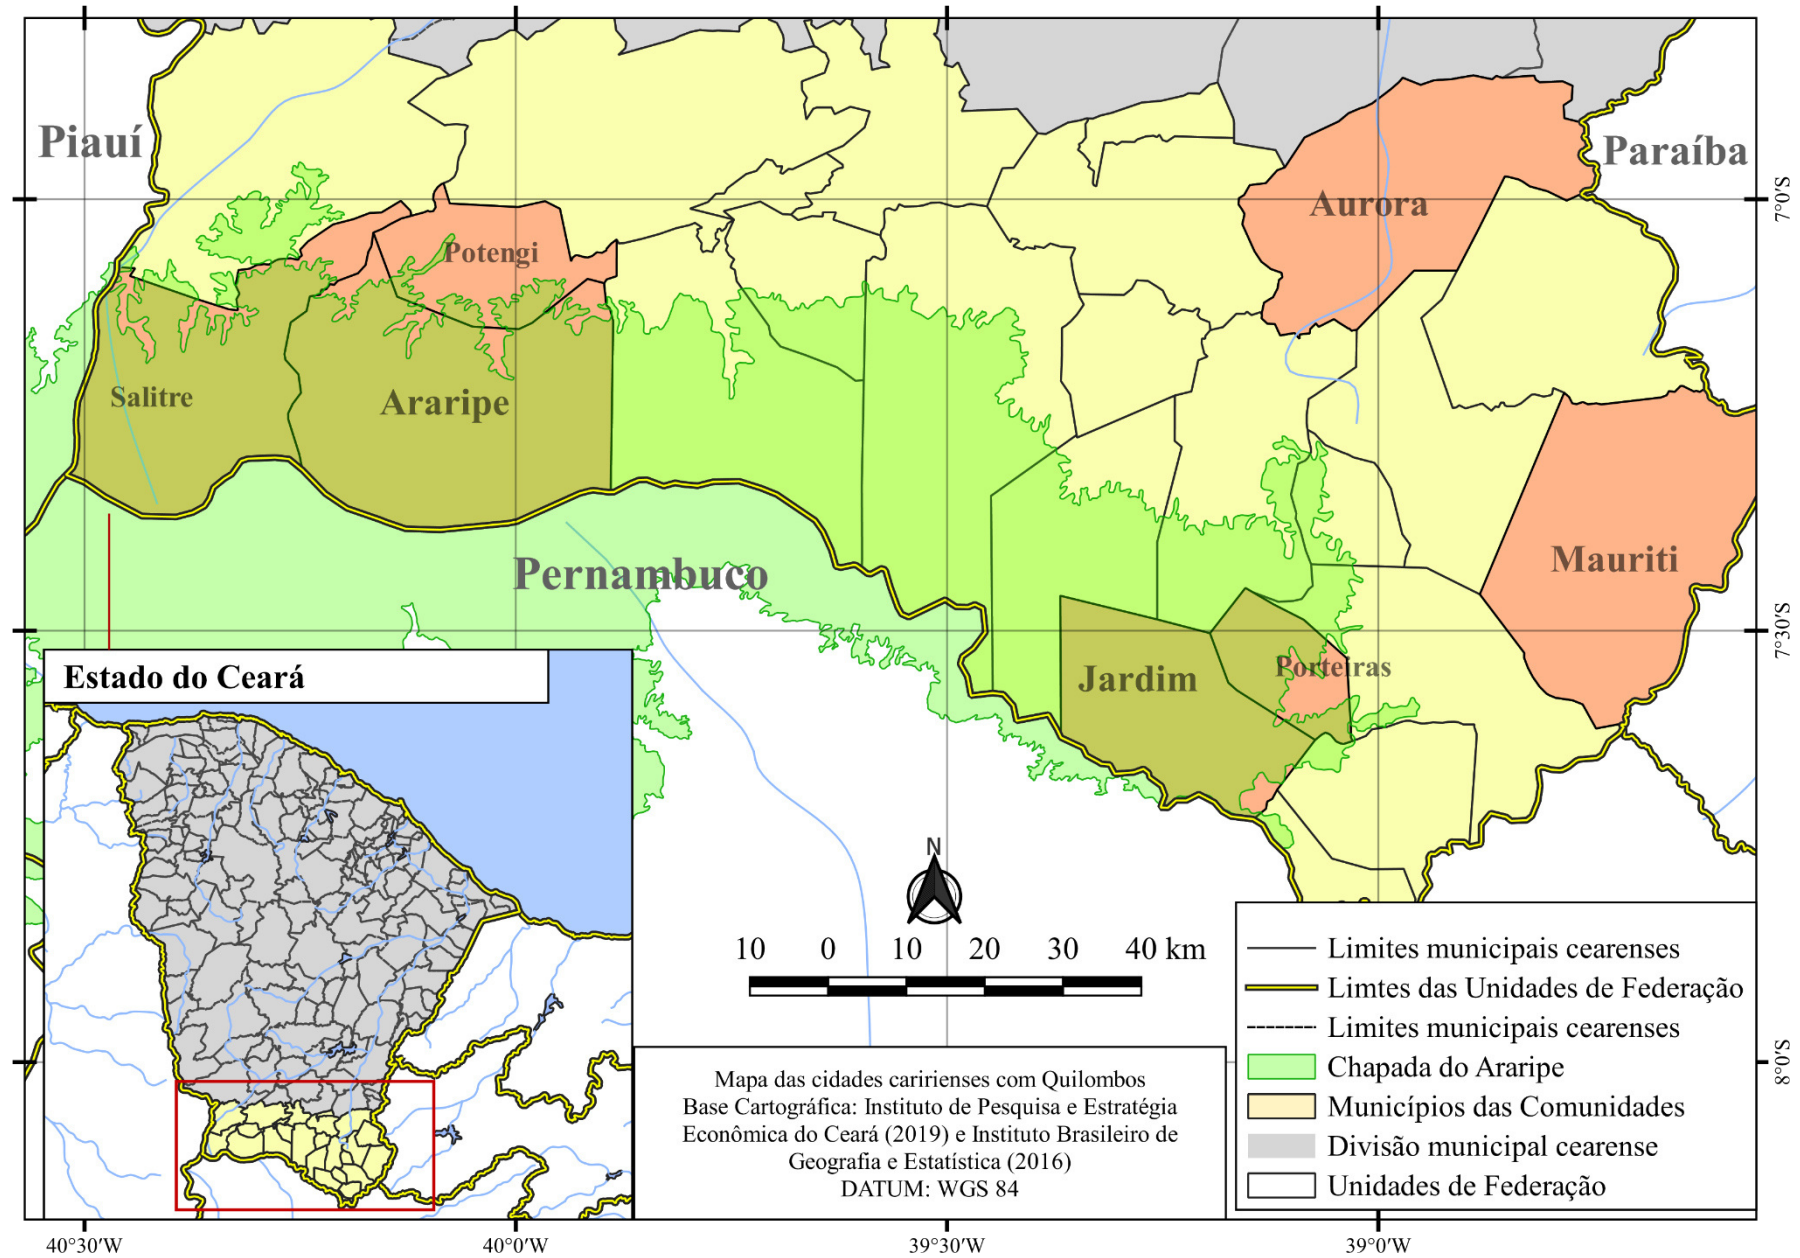 Piauí
Paraíba
Aurora
Potengi
7°0'S
Salitre
Araripe
Pernambuco
Mauriti
7°30'S
Jardim
Porteiras
Estado do Ceará
N
10 0 10 20 30 40 km
Limites municipais cearenses
Limtes das Unidades de Federação
Limites municipais cearenses
Chapada do Araripe
Municípios das Comunidades
Divisão municipal cearense
Unidades de Federação
8°0'S
Mapa das cidades caririenses com Quilombos
Base Cartográfica: Instituto de Pesquisa e Estratégia
Econômica do Ceará (2019) e Instituto Brasileiro de
Geografia e Estatística (2016)
DATUM: WGS 84
40°30'W 40°0'W 39°30'W 39°0'W